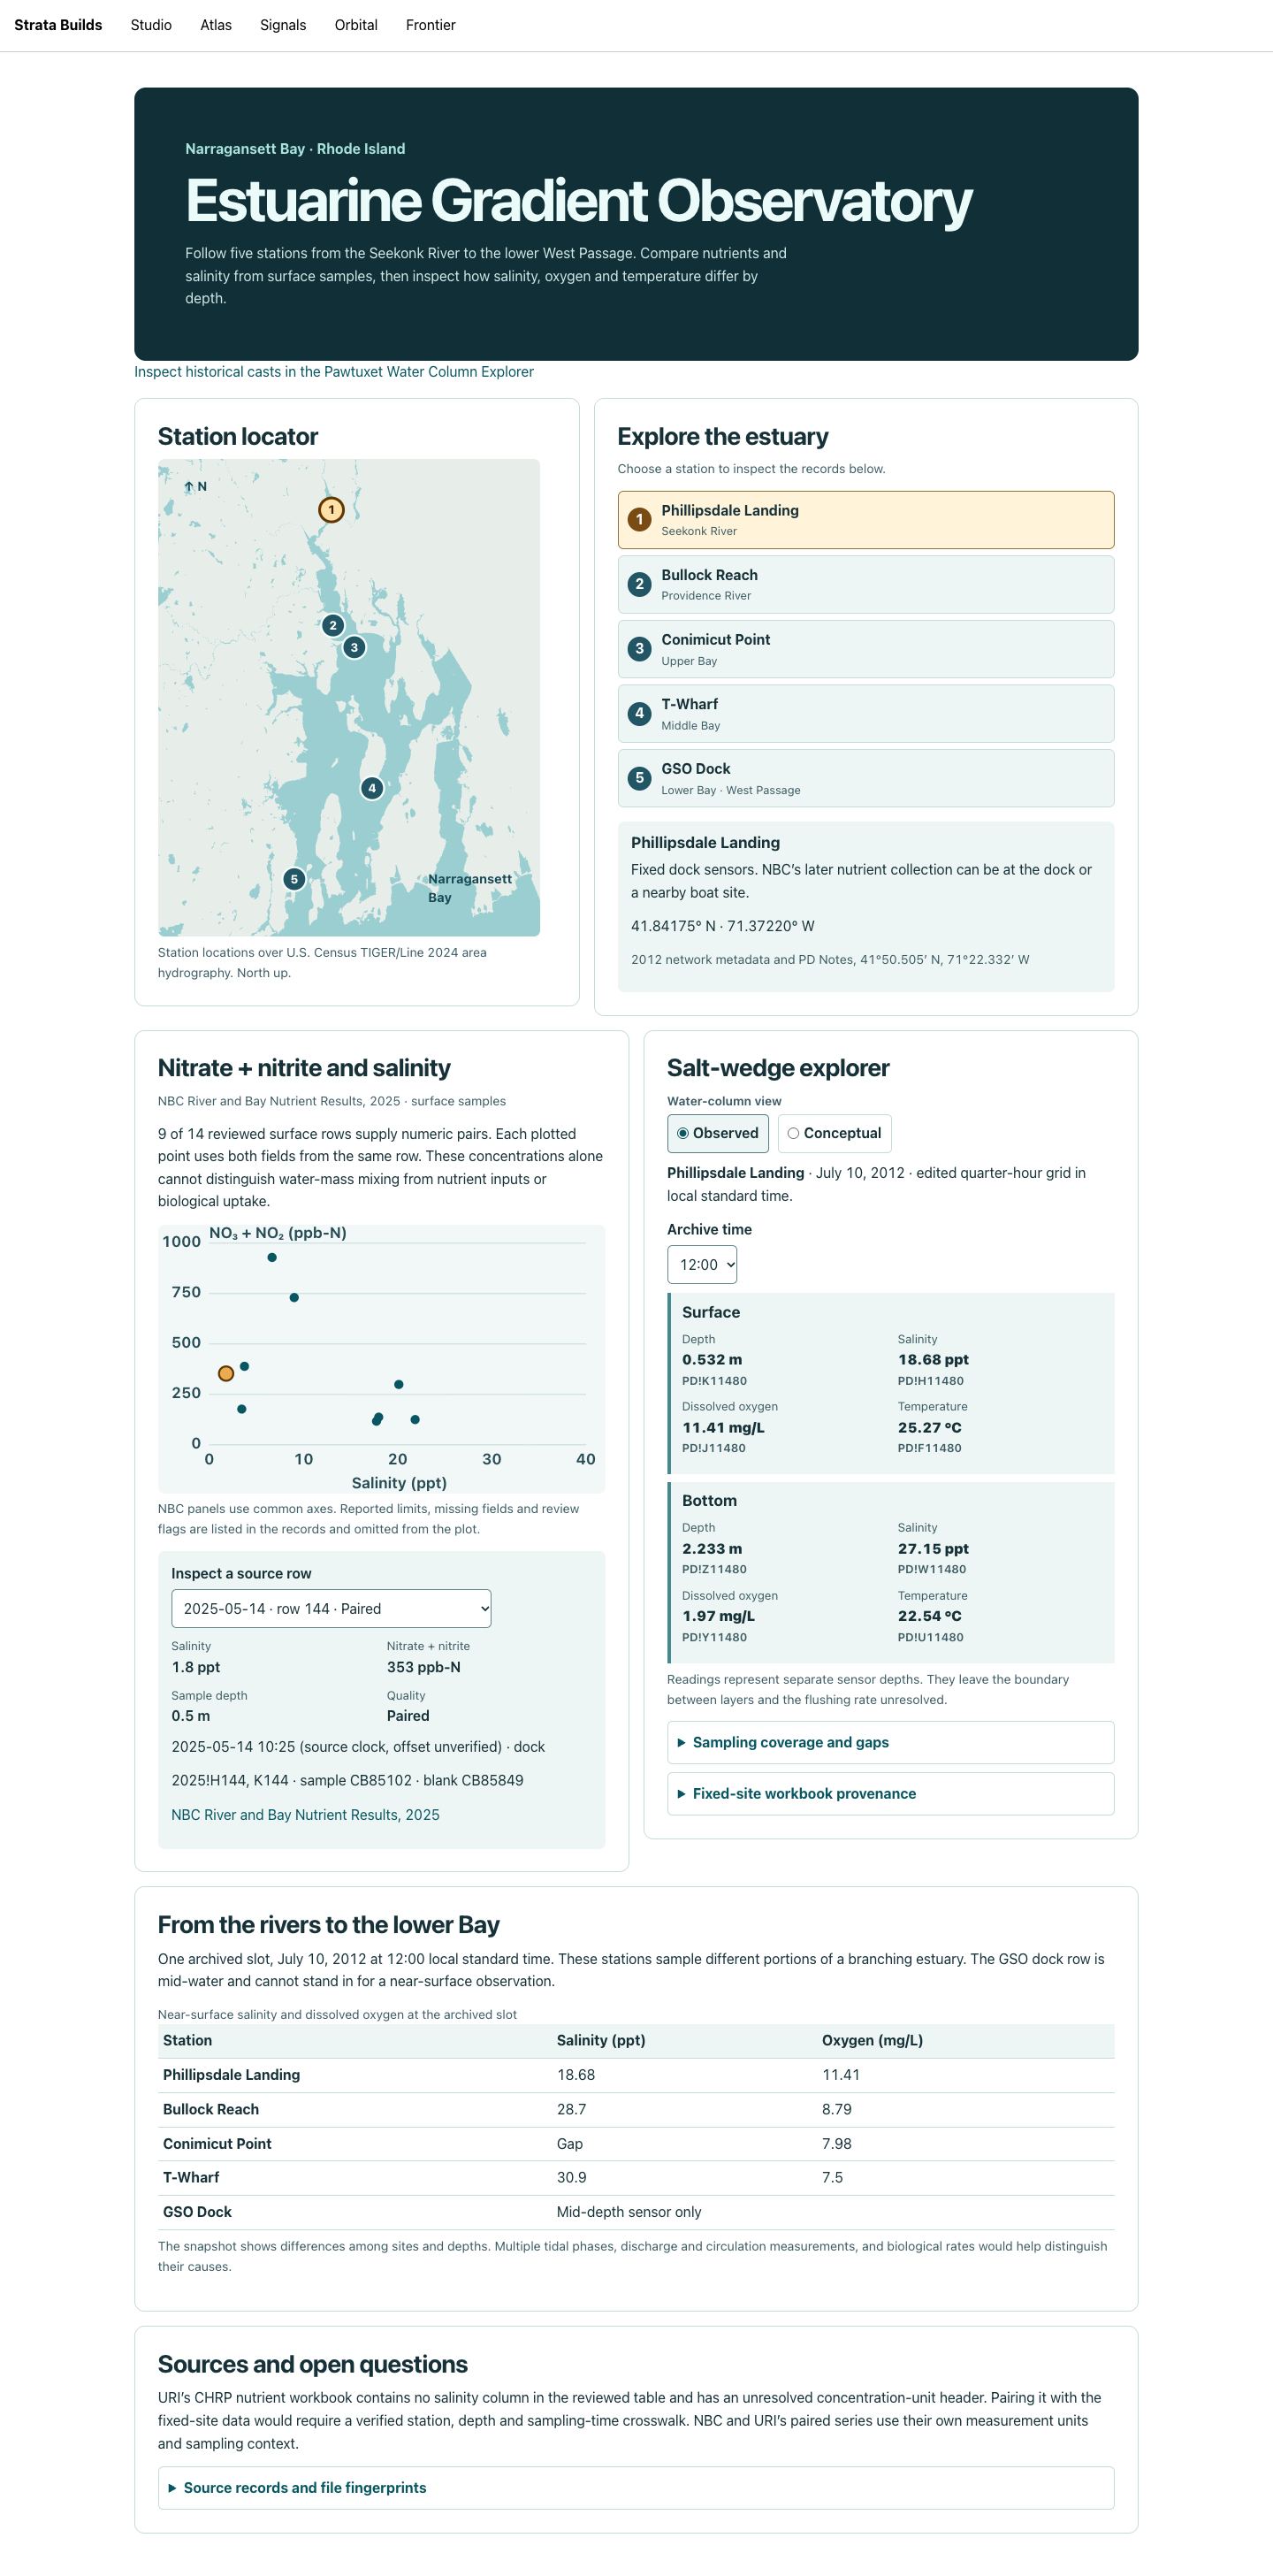 Strata Builds Studio Atlas Signals Orbital Frontier
Narragansett Bay · Rhode Island
Estuarine Gradient Observatory
Follow five stations from the Seekonk River to the lower West Passage. Compare nutrients and
salinity from surface samples, then inspect how salinity, oxygen and temperature differ by
depth.
Inspect historical casts in the Pawtuxet Water Column Explorer
Station locator
↑ N
1
2
3
4
5
Narragansett
Bay
Station locations over U.S. Census TIGER/Line 2024 area
hydrography. North up.
Explore the estuary
Choose a station to inspect the records below.
1 Phillipsdale Landing
Seekonk River
2 Bullock Reach
Providence River
3 Conimicut Point
Upper Bay
4 T-Wharf
Middle Bay
5 GSO Dock
Lower Bay · West Passage
Phillipsdale Landing
Fixed dock sensors. NBC’s later nutrient collection can be at the dock or
a nearby boat site.
41.84175° N · 71.37220° W
2012 network metadata and PD Notes, 41°50.505′ N, 71°22.332′ W
Nitrate + nitrite and salinity
NBC River and Bay Nutrient Results, 2025 · surface samples
9 of 14 reviewed surface rows supply numeric pairs. Each plotted
point uses both fields from the same row. These concentrations alone
cannot distinguish water-mass mixing from nutrient inputs or
biological uptake.
NO₃ + NO₂ (ppb-N)
1000
750
500
250
0
0 10 20 30 40
Salinity (ppt)
NBC panels use common axes. Reported limits, missing fields and review
flags are listed in the records and omitted from the plot.
Inspect a source row
2025-05-14 · row 144 · Paired
Salinity Nitrate + nitrite
1.8 ppt 353 ppb-N
Sample depth Quality
0.5 m Paired
2025-05-14 10:25 (source clock, offset unverified) · dock
2025!H144, K144 · sample CB85102 · blank CB85849
NBC River and Bay Nutrient Results, 2025
Salt-wedge explorer
Water-column view
Observed Conceptual
Phillipsdale Landing · July 10, 2012 · edited quarter-hour grid in
local standard time.
Archive time
12:00
Surface
Depth Salinity
0.532 m 18.68 ppt
PD!K11480 PD!H11480
Dissolved oxygen Temperature
11.41 mg/L 25.27 °C
PD!J11480 PD!F11480
Bottom
Depth Salinity
2.233 m 27.15 ppt
PD!Z11480 PD!W11480
Dissolved oxygen Temperature
1.97 mg/L 22.54 °C
PD!Y11480 PD!U11480
Readings represent separate sensor depths. They leave the boundary
between layers and the flushing rate unresolved.
▶ Sampling coverage and gaps
▶ Fixed-site workbook provenance
From the rivers to the lower Bay
One archived slot, July 10, 2012 at 12:00 local standard time. These stations sample different portions of a branching estuary. The GSO dock row is
mid-water and cannot stand in for a near-surface observation.
Near-surface salinity and dissolved oxygen at the archived slot
Station Salinity (ppt) Oxygen (mg/L)
Phillipsdale Landing 18.68 11.41
Bullock Reach 28.7 8.79
Conimicut Point Gap 7.98
T-Wharf 30.9 7.5
GSO Dock Mid-depth sensor only
The snapshot shows differences among sites and depths. Multiple tidal phases, discharge and circulation measurements, and biological rates would help distinguish
their causes.
Sources and open questions
URI’s CHRP nutrient workbook contains no salinity column in the reviewed table and has an unresolved concentration-unit header. Pairing it with the
fixed-site data would require a verified station, depth and sampling-time crosswalk. NBC and URI’s paired series use their own measurement units
and sampling context.
▶ Source records and file fingerprints